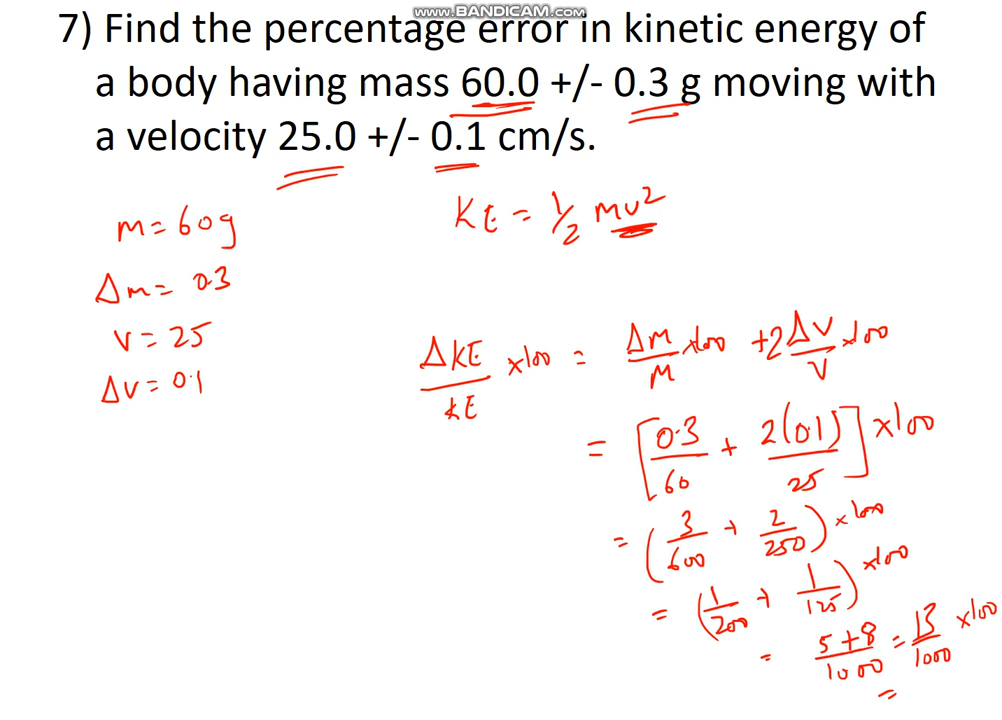 WWW.BANDICAM.COM
7) Find the percentage error in kinetic energy of
a body having mass 60.0 +/- 0.3 g moving with
a velocity 25.0 +/- 0.1 cm/s.
m = 60g
KE = 1/2 mv²
Δm = 0.3
v = 25
Δv = 0.1
ΔKE/KE ×100 = ΔM/M ×100 +2 ΔV/V ×100
= [0.3/60 + 2(0.1)/25] ×100
= (3/600 + 2/250) ×100
= (1/200 + 1/125) ×100
= 5+8/1000 = 13/1000 ×100
=